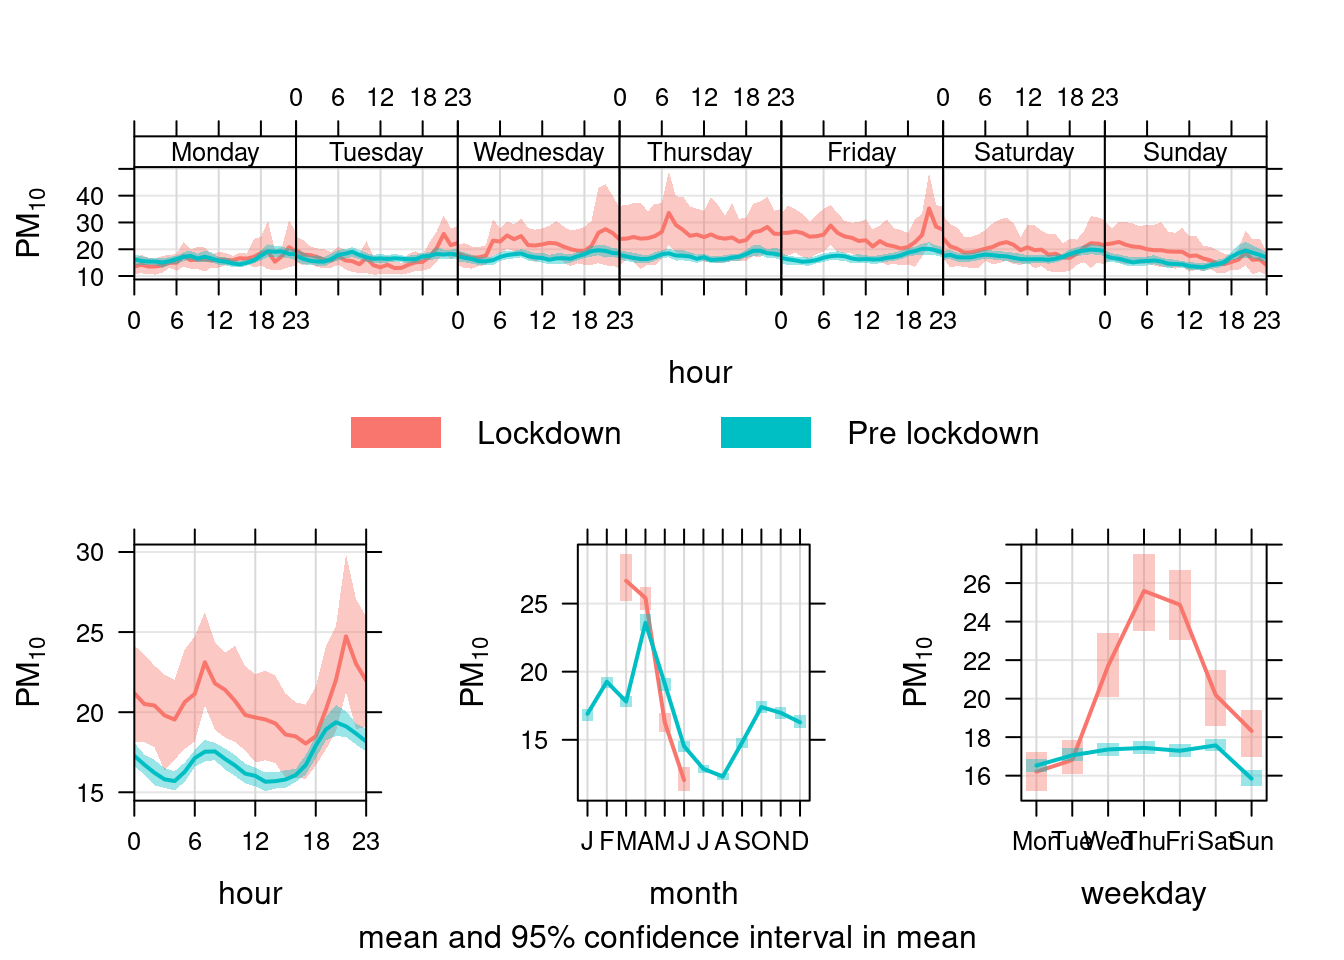 0 6 12 18 23 0 6 12 18 23 0 6 12 18 23
Monday Tuesday Wednesday Thursday Friday Saturday Sunday
PM10
40
30
20
10
0 6 12 18 23 0 6 12 18 23 0 6 12 18 23 0 6 12 18 23
hour
Lockdown Pre lockdown
PM10
30
25
20
15
0 6 12 18 23
hour
PM10
25
20
15
J F M A M J J A S O N D
month
PM10
26
24
22
20
18
16
Mon Tue Wed Thu Fri Sat Sun
weekday
mean and 95% confidence interval in mean